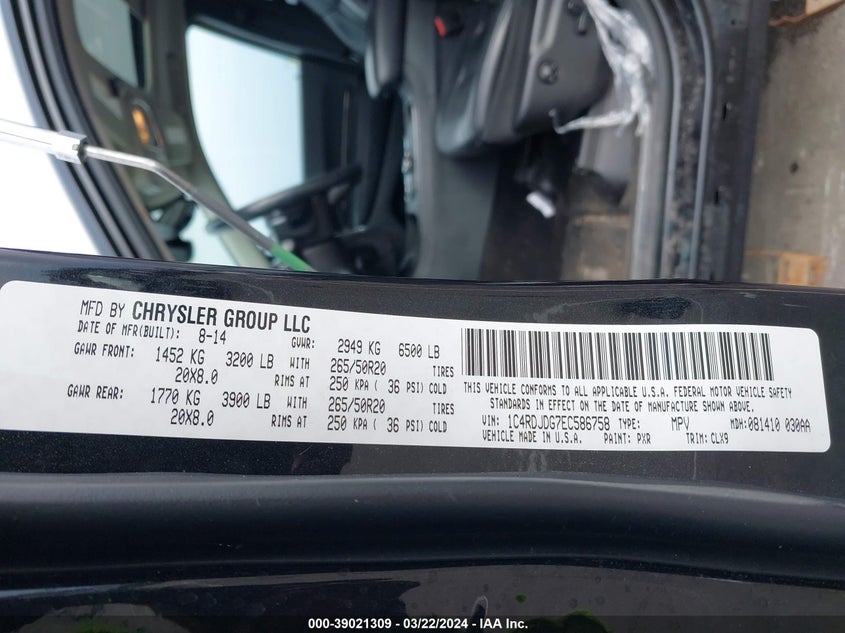 MFD BY CHRYSLER GROUP LLC
DATE OF MFR(BUILT): 8-14 GVWR: 2949 KG 6500 LB
GAWR FRONT: 1452 KG 3200 LB WITH 265/50R20 TIRES
20X8.0 RIMS AT 250 KPA ( 36 PSI) COLD
GAWR REAR: 1770 KG 3900 LB WITH 265/50R20 TIRES
20X8.0 RIMS AT 250 KPA ( 36 PSI) COLD
THIS VEHICLE CONFORMS TO ALL APPLICABLE U.S.A. FEDERAL MOTOR VEHICLE SAFETY
STANDARDS IN EFFECT ON THE DATE OF MANUFACTURE SHOWN ABOVE.
VIN: 1C4RDJDG7EC586758 TYPE: MPV MDH: 081410 030AA
VEHICLE MADE IN U.S.A. PAINT: PXR TRIM: CLX9
000-39021309 - 03/22/2024 - IAA Inc.